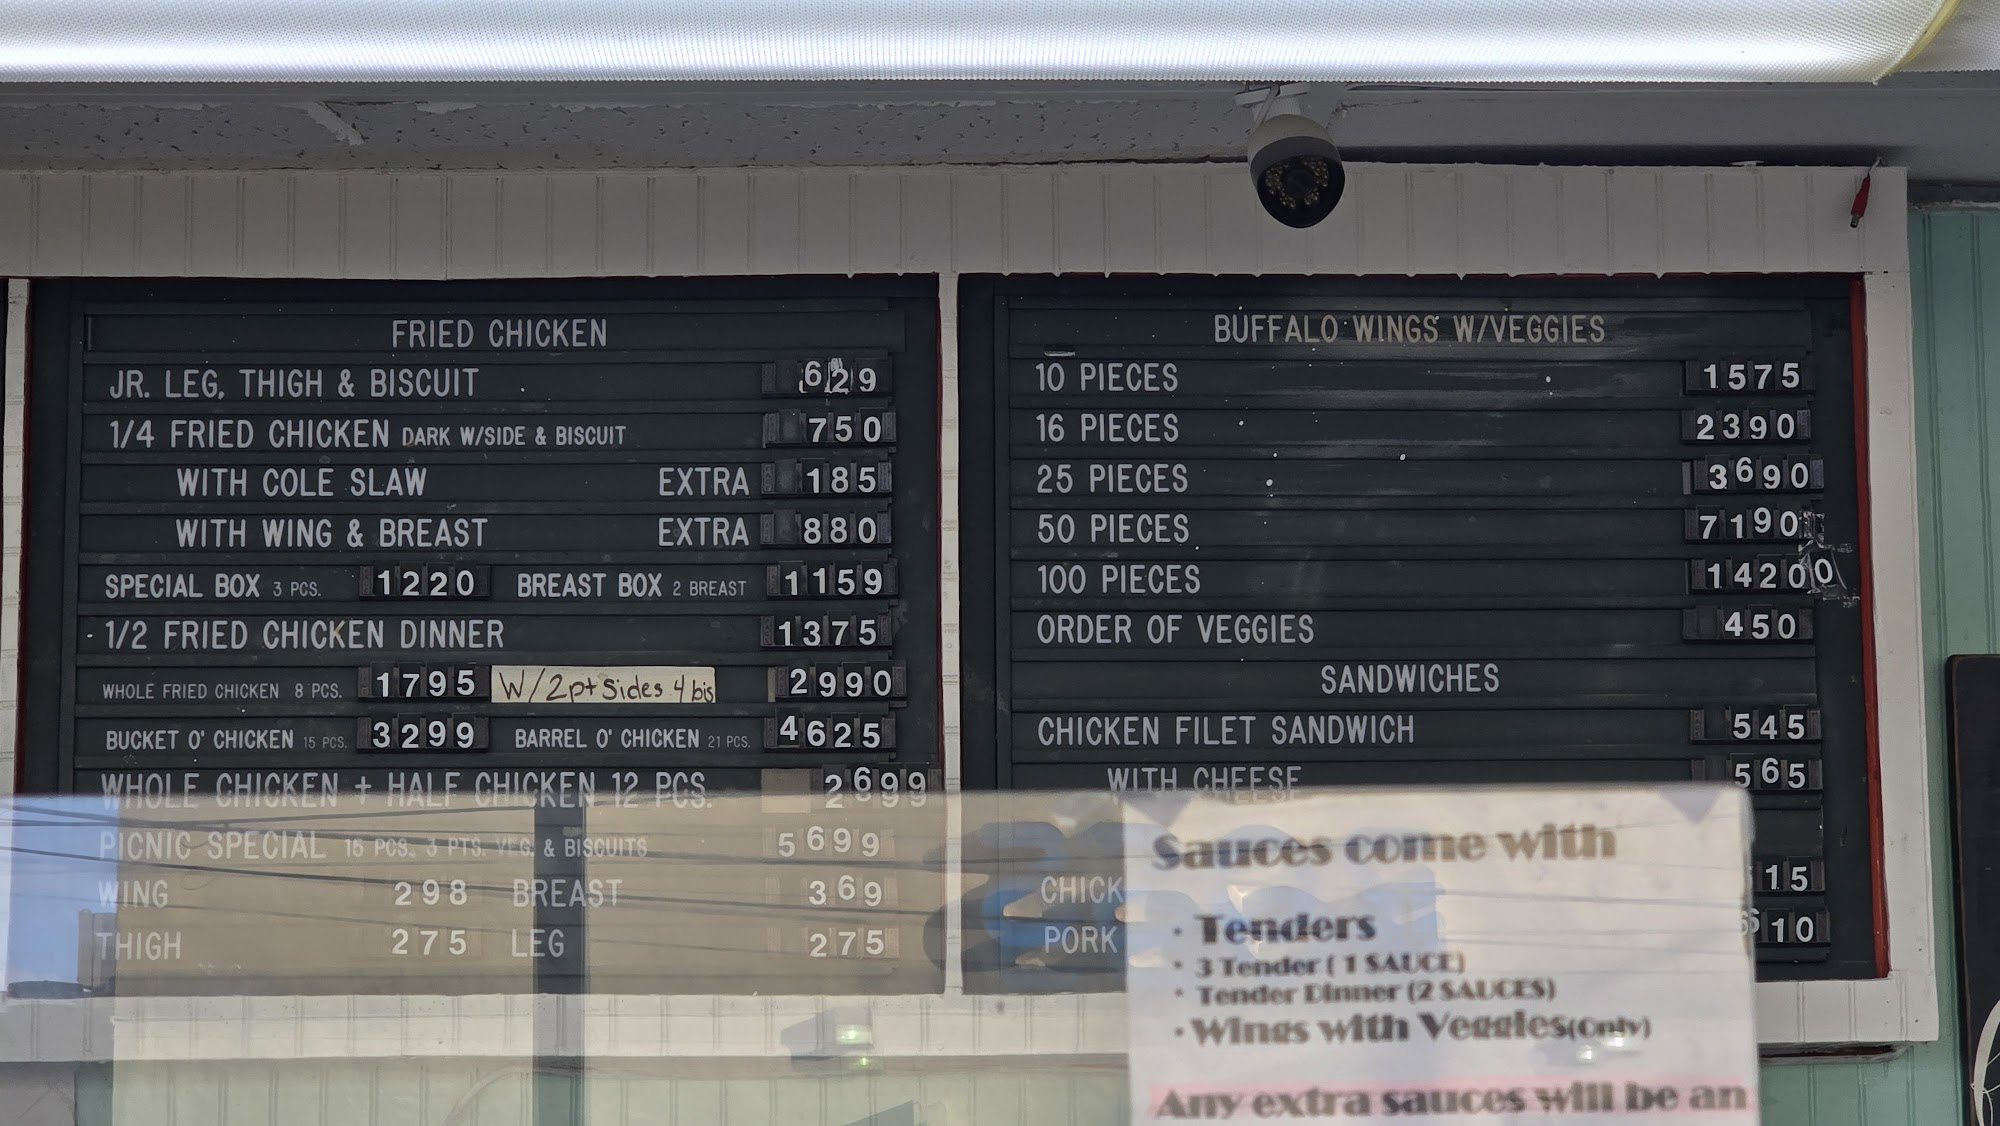 FRIED CHICKEN
JR. LEG, THIGH & BISCUIT 629
1/4 FRIED CHICKEN DARK W/SIDE & BISCUIT 750
WITH COLE SLAW EXTRA 185
WITH WING & BREAST EXTRA 880
SPECIAL BOX 3 PCS. 1220 BREAST BOX 2 BREAST 1159
1/2 FRIED CHICKEN DINNER 1375
WHOLE FRIED CHICKEN 8 PCS. 1795 W/2pt Sides 4 bis 2990
BUCKET O' CHICKEN 15 PCS. 3299 BARREL O' CHICKEN 21 PCS. 4625
WHOLE CHICKEN + HALF CHICKEN 12 PCS. 2699
PICNIC SPECIAL 15 PCS., 3 PTS. VEG. & BISCUITS 5699
WING 298 BREAST 369
THIGH 275 LEG 275
BUFFALO WINGS W/VEGGIES
10 PIECES 1575
16 PIECES 2390
25 PIECES 3690
50 PIECES 7190
100 PIECES 14200
ORDER OF VEGGIES 450
SANDWICHES
CHICKEN FILET SANDWICH 545
WITH CHEESE 565
CHICK 15
PORK 610
Sauces come with
· Tenders
· 3 Tender ( 1 SAUCE)
· Tender Dinner (2 SAUCES)
· Wings with Veggies(Only)
Any extra sauces will be an